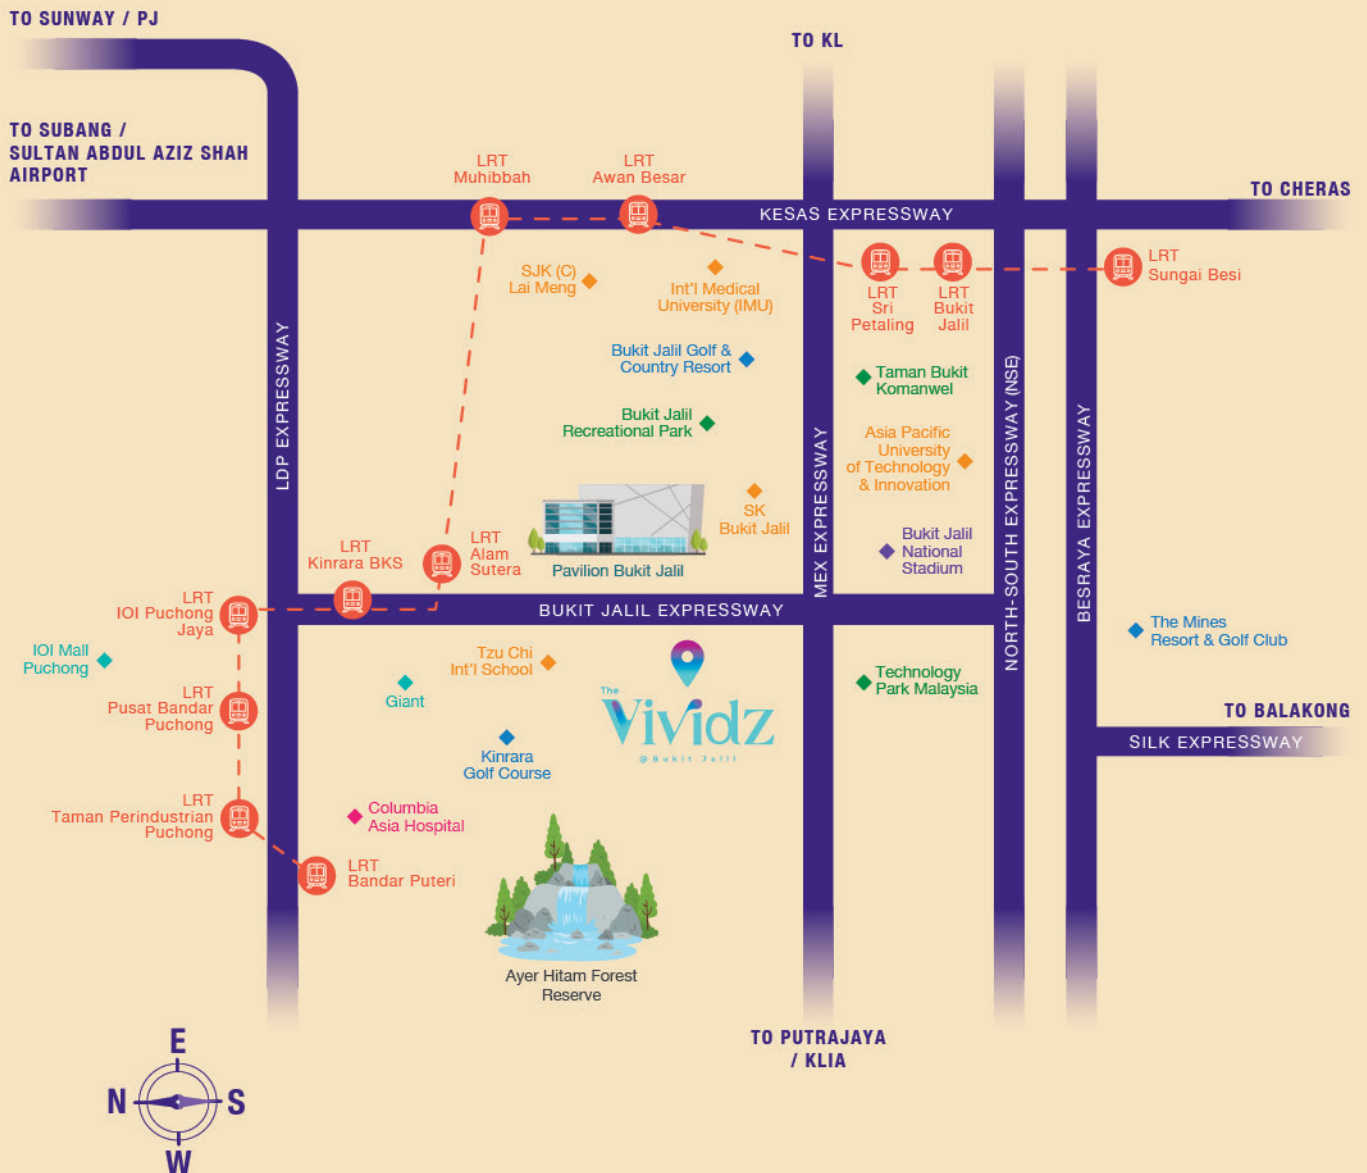 TO SUNWAY / PJ
TO KL
TO SUBANG /
SULTAN ABDUL AZIZ SHAH
AIRPORT
LRT
Muhibbah
LRT
Awan Besar
TO CHERAS
KESAS EXPRESSWAY
SJK (C)
Lai Meng
Int'l Medical
University (IMU)
LRT
Sri
Petaling
LRT
Bukit
Jalil
LRT
Sungai Besi
Bukit Jalil Golf &
Country Resort
Taman Bukit
Komanwel
Bukit Jalil
Recreational Park
Asia Pacific
University
of Technology
& Innovation
LDP EXPRESSWAY
MEX EXPRESSWAY
NORTH-SOUTH EXPRESSWAY (NSE)
BESRAYA EXPRESSWAY
SK
Bukit Jalil
Bukit Jalil
National
Stadium
Pavilion Bukit Jalil
LRT
Kinrara BKS
LRT
Alam
Sutera
LRT
IOI Puchong
Jaya
BUKIT JALIL EXPRESSWAY
IOI Mall
Puchong
Tzu Chi
Int'l School
The Mines
Resort & Golf Club
Giant
The
Vividz
@Bukit Jalil
Technology
Park Malaysia
LRT
Pusat Bandar
Puchong
TO BALAKONG
SILK EXPRESSWAY
Kinrara
Golf Course
LRT
Taman Perindustrian
Puchong
Columbia
Asia Hospital
LRT
Bandar Puteri
Ayer Hitam Forest
Reserve
TO PUTRAJAYA
/ KLIA
E
N
S
W